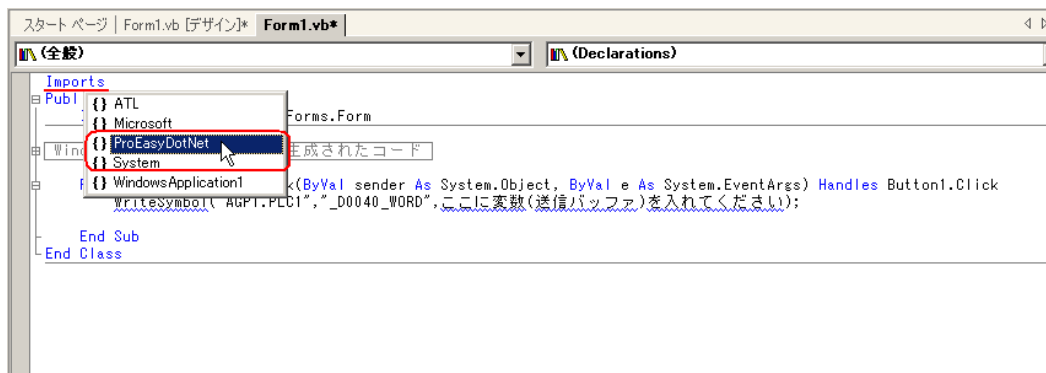 スタート ページ | Form1.vb [デザイン]* Form1.vb*
(全般) (Declarations)
Imports
Publ
{} ATL
{} Microsoft
Forms.Form
{} ProEasyDotNet
Wind 生成されたコード
{} System
{} WindowsApplication1
k(ByVal sender As System.Object, ByVal e As System.EventArgs) Handles Button1.Click
WriteSymbol("AGP1.PLC1","_D0040_WORD",ここに変数(送信バッファ)を入れてください);
End Sub
End Class